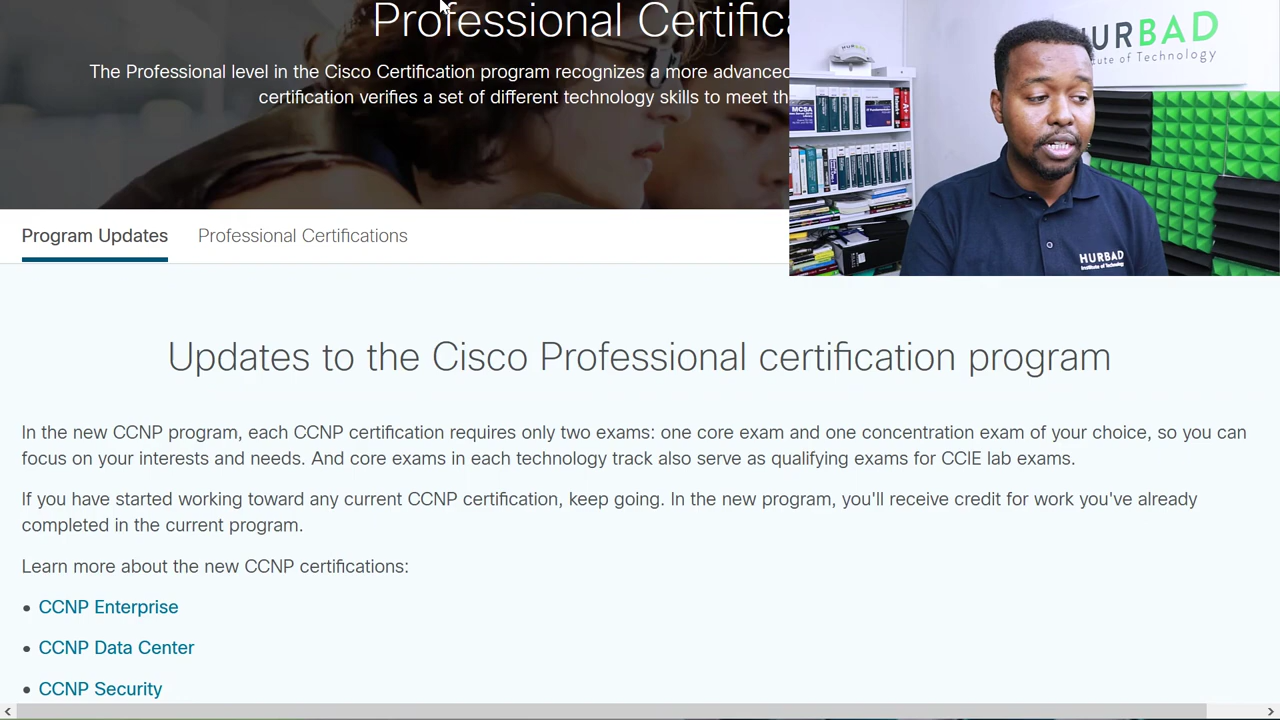 Professional Certifica
The Professional level in the Cisco Certification program recognizes a more advanced
certification verifies a set of different technology skills to meet th
HURBAD
URBAD
itute of Technology
MCSA
A+
HURBAD
Institute of Technology
Program Updates
Professional Certifications
Updates to the Cisco Professional certification program
In the new CCNP program, each CCNP certification requires only two exams: one core exam and one concentration exam of your choice, so you can
focus on your interests and needs. And core exams in each technology track also serve as qualifying exams for CCIE lab exams.
If you have started working toward any current CCNP certification, keep going. In the new program, you'll receive credit for work you've already
completed in the current program.
Learn more about the new CCNP certifications:
• CCNP Enterprise
• CCNP Data Center
• CCNP Security